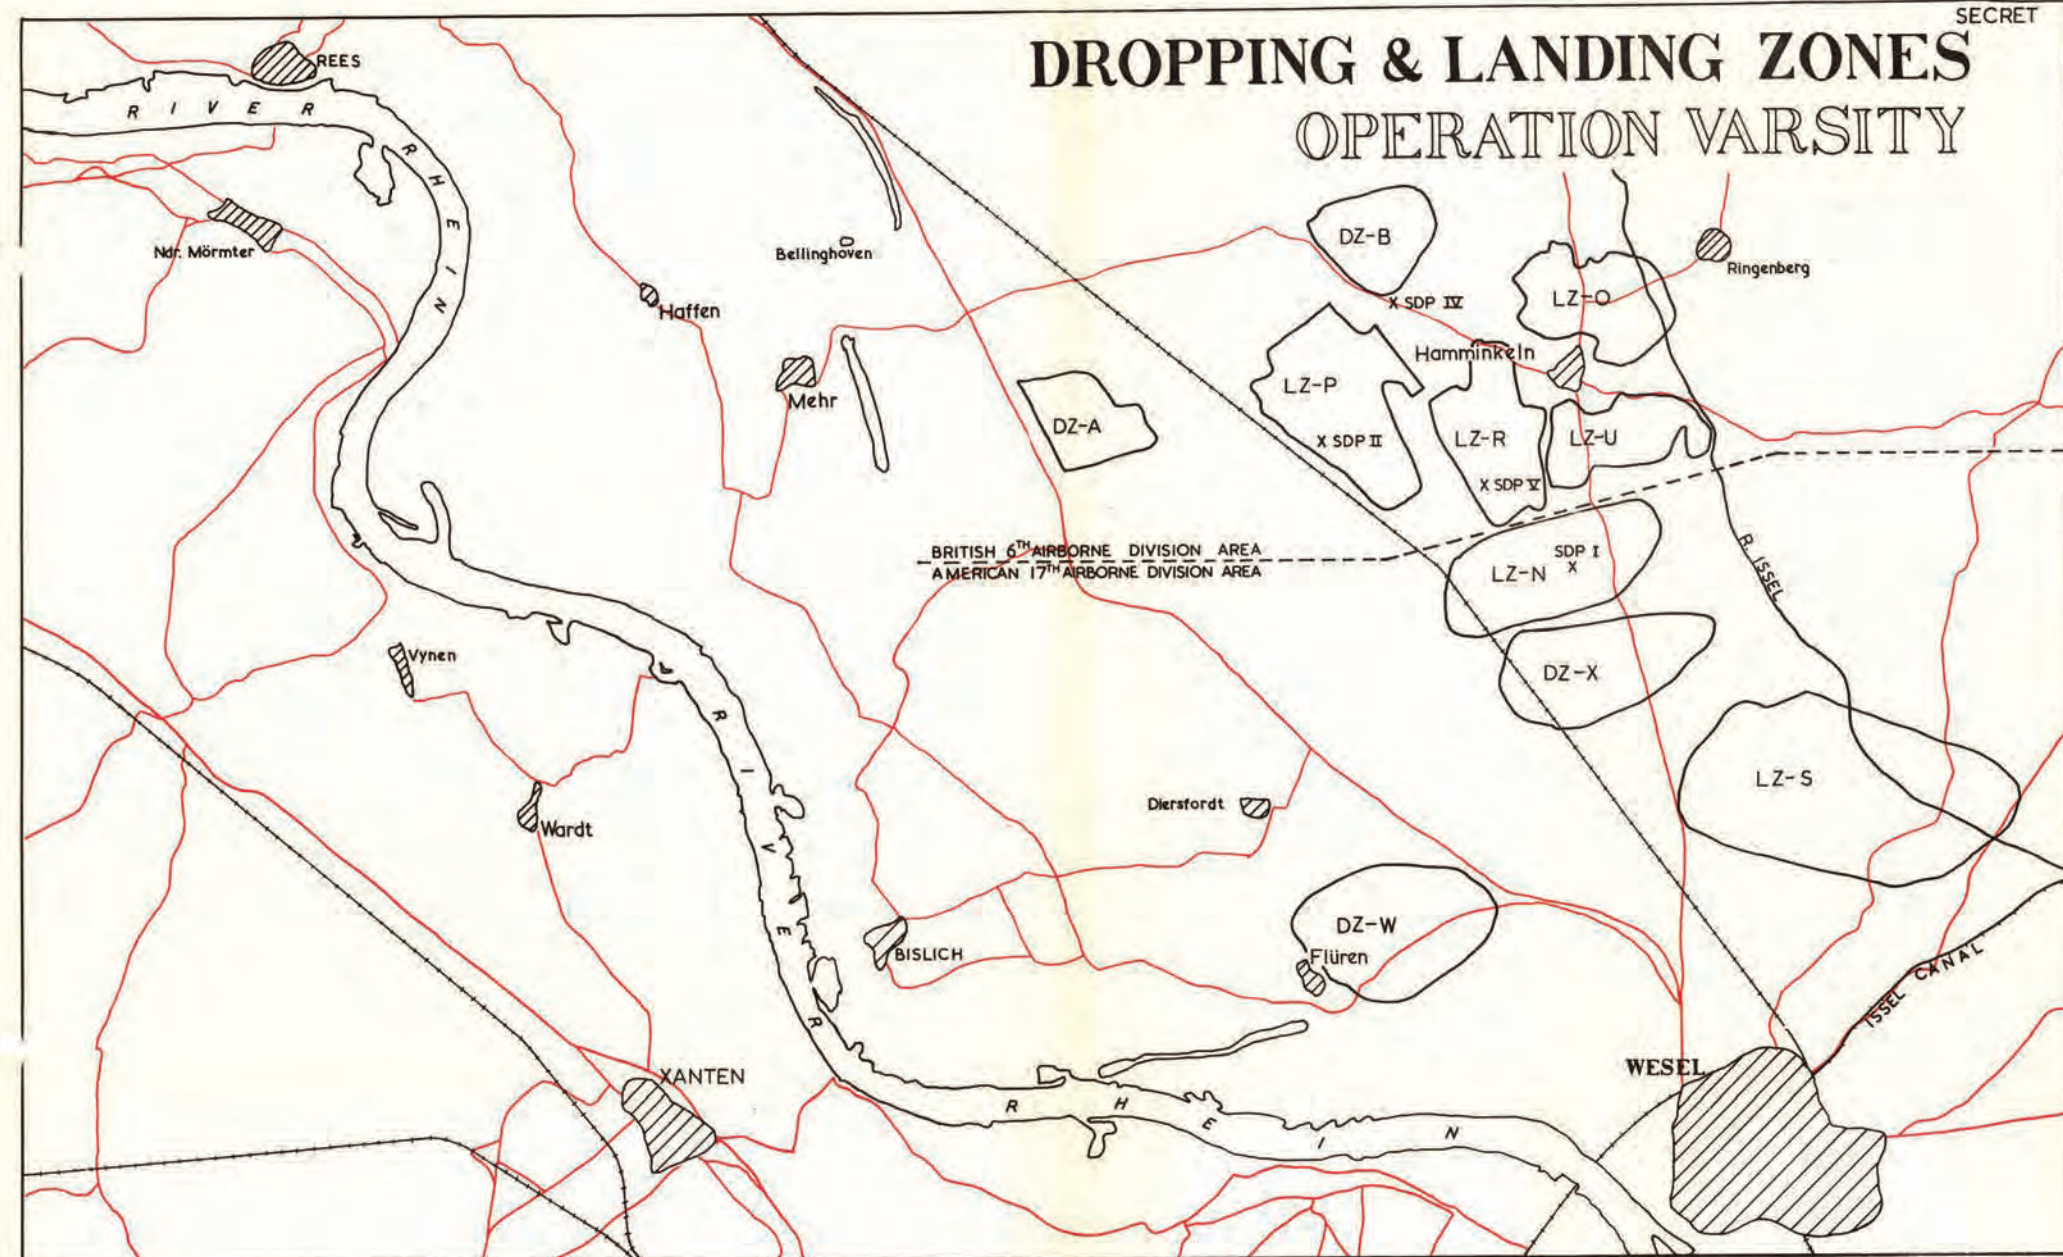 SECRET
DROPPING & LANDING ZONES
OPERATION VARSITY
REES
RIVER RHEIN
Ndr. Mörmter
Bellinghoven
Haffen
Mehr
DZ-B
X SDP IV
LZ-O
Ringenberg
Hamminkeln
LZ-P
X SDP II
LZ-R
X SDP V
LZ-U
DZ-A
BRITISH 6TH AIRBORNE DIVISION AREA
AMERICAN 17TH AIRBORNE DIVISION AREA
SDP I
X
LZ-N
R. ISSEL
DZ-X
LZ-S
Vynen
Wardt
Diersfordt
DZ-W
Flüren
BISLICH
RIVER RHEIN
ISSEL CANAL
XANTEN
WESEL